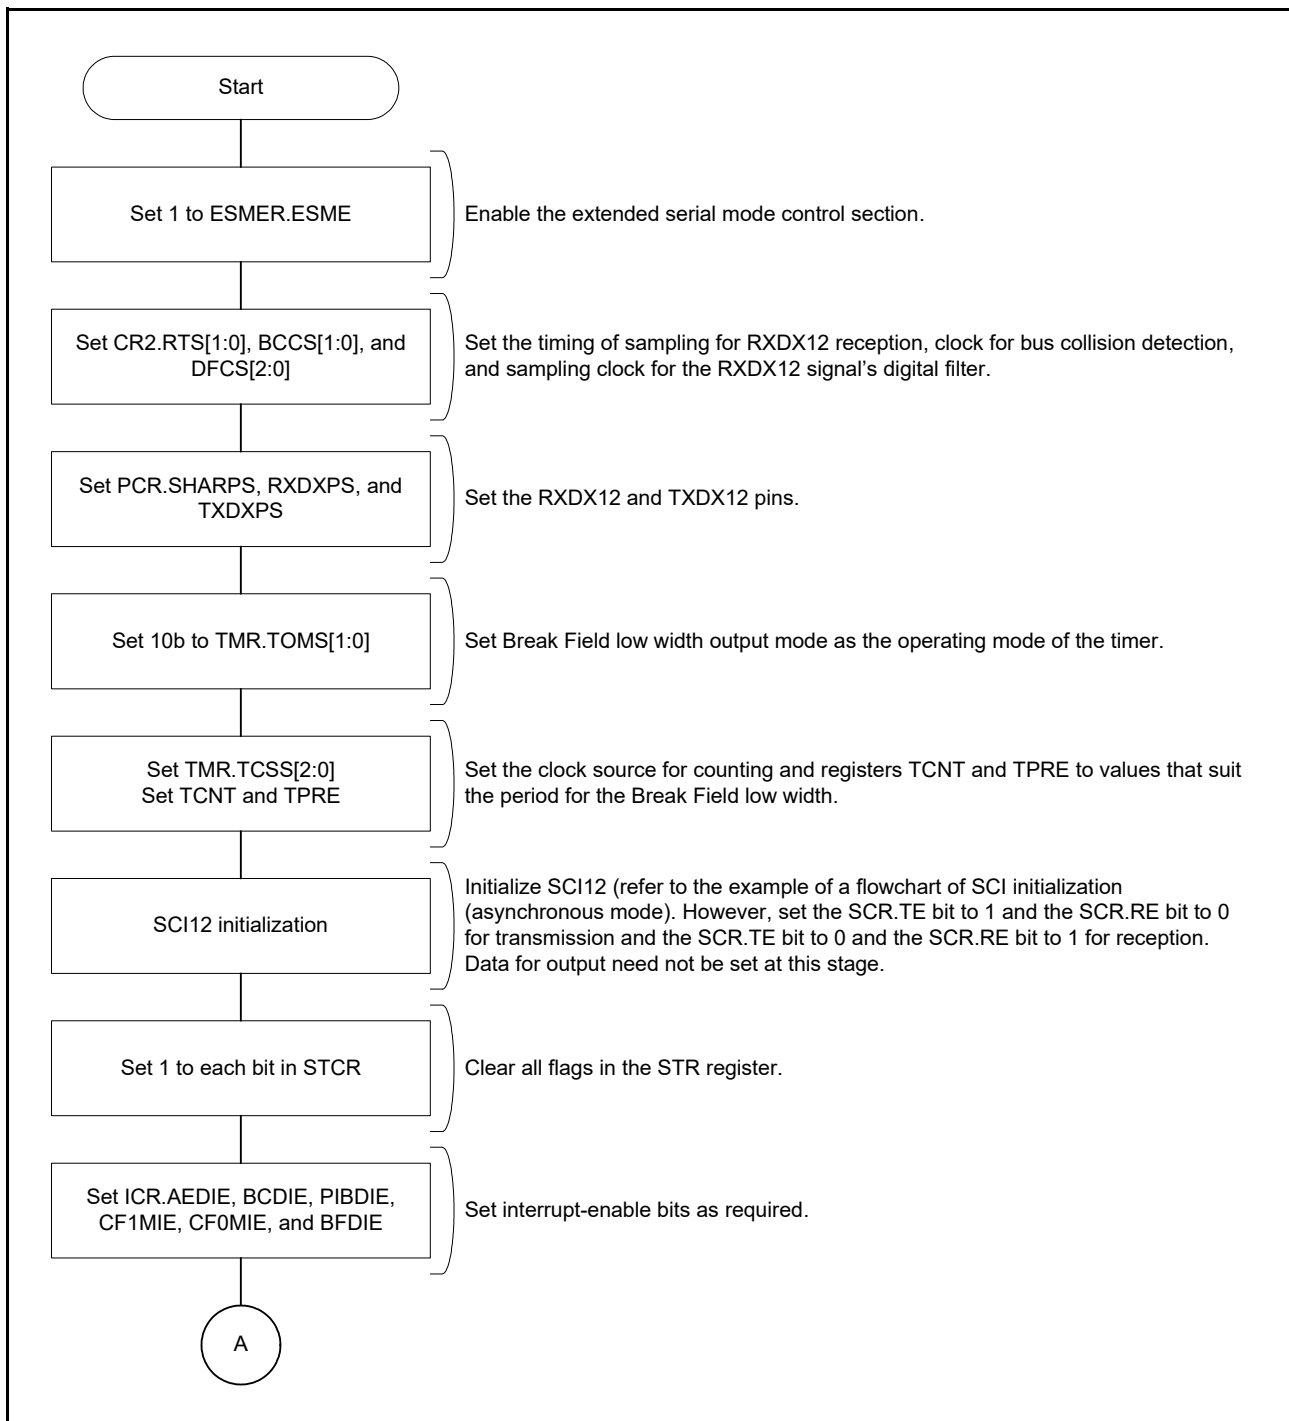 Start
Set 1 to ESMER.ESME
Enable the extended serial mode control section.
Set CR2.RTS[1:0], BCCS[1:0], and
DFCS[2:0]
Set the timing of sampling for RXDX12 reception, clock for bus collision detection,
and sampling clock for the RXDX12 signal’s digital filter.
Set PCR.SHARPS, RXDXPS, and
TXDXPS
Set the RXDX12 and TXDX12 pins.
Set 10b to TMR.TOMS[1:0]
Set Break Field low width output mode as the operating mode of the timer.
Set TMR.TCSS[2:0]
Set TCNT and TPRE
Set the clock source for counting and registers TCNT and TPRE to values that suit
the period for the Break Field low width.
SCI12 initialization
Initialize SCI12 (refer to the example of a flowchart of SCI initialization
(asynchronous mode). However, set the SCR.TE bit to 1 and the SCR.RE bit to 0
for transmission and the SCR.TE bit to 0 and the SCR.RE bit to 1 for reception.
Data for output need not be set at this stage.
Set 1 to each bit in STCR
Clear all flags in the STR register.
Set ICR.AEDIE, BCDIE, PIBDIE,
CF1MIE, CF0MIE, and BFDIE
Set interrupt-enable bits as required.
A